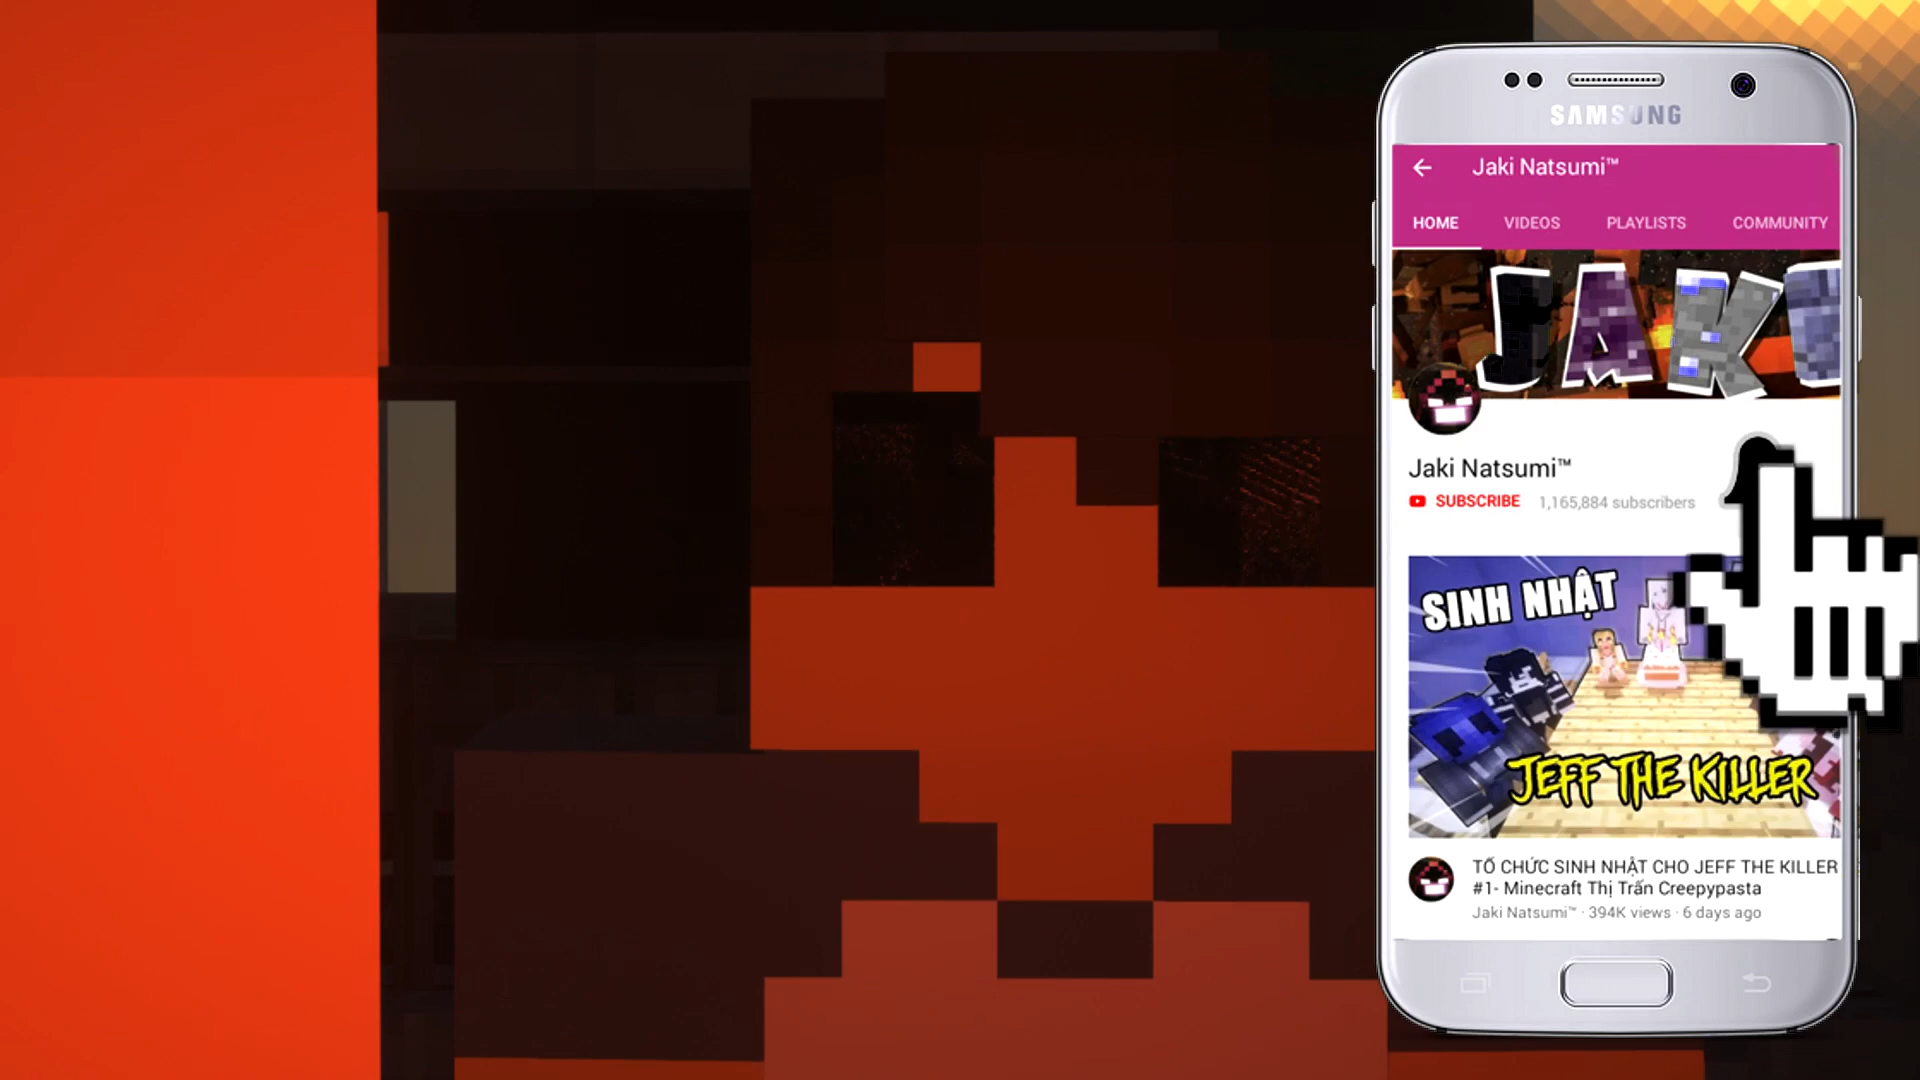 SAMSUNG
Jaki Natsumi™
HOME VIDEOS PLAYLISTS COMMUNITY
JAK
Jaki Natsumi™
SUBSCRIBE 1,165,884 subscribers
SINH NHẬT
JEFF THE KILLER
TỔ CHỨC SINH NHẬT CHO JEFF THE KILLER
#1- Minecraft Thị Trấn Creepypasta
Jaki Natsumi™ · 394K views · 6 days ago